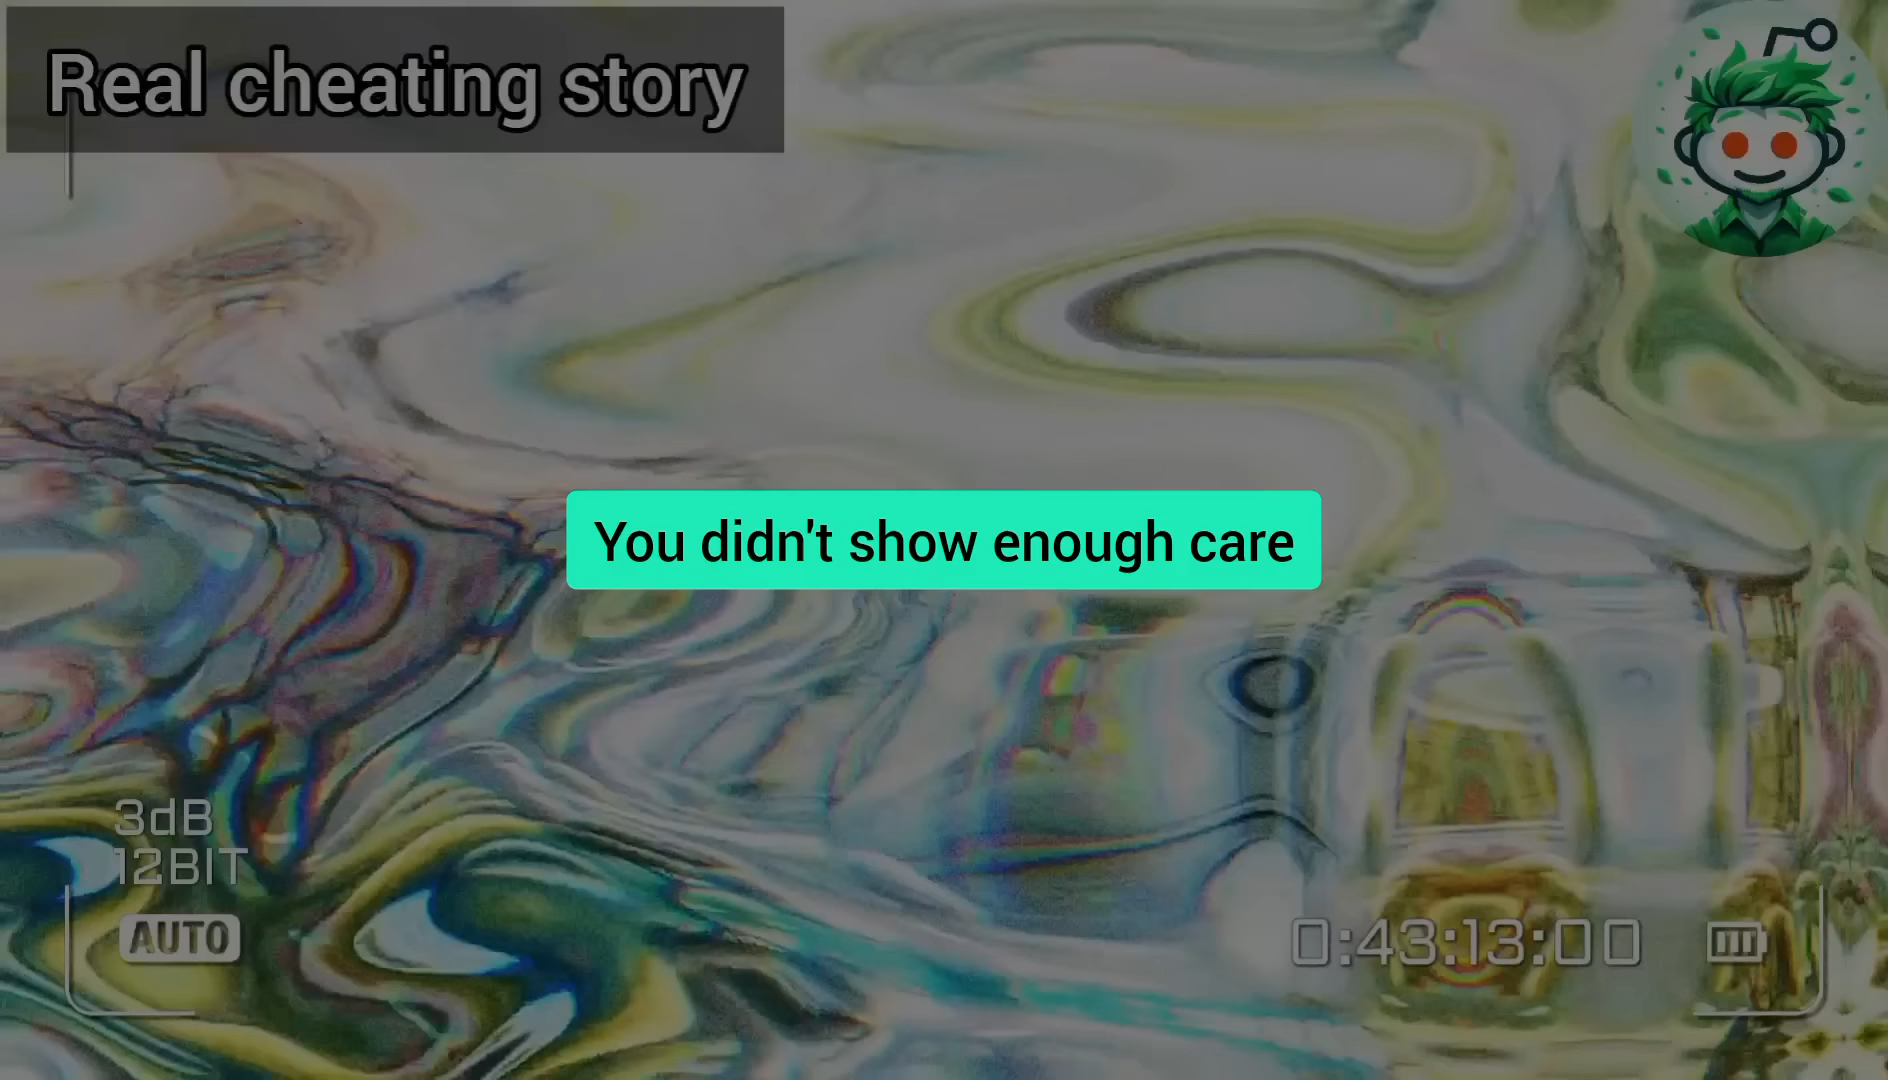 Real cheating story
You didn't show enough care
3dB
12BIT
AUTO
0:43:13:00